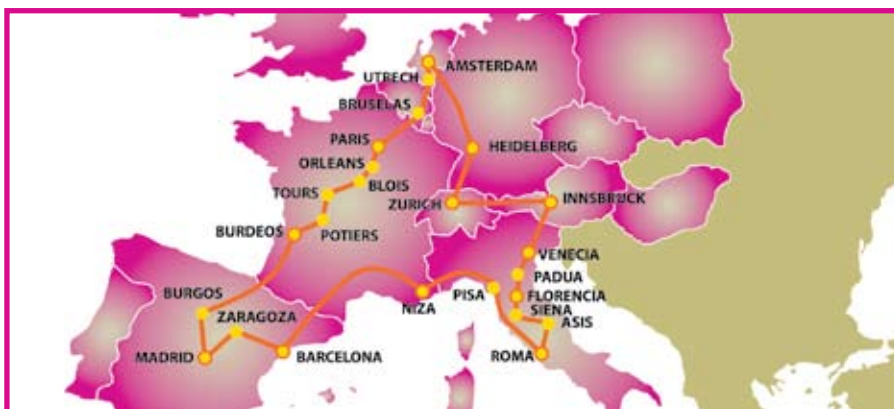 AMSTERDAM
UTRECH
BRUSELAS
PARIS
HEIDELBERG
ORLEANS
BLOIS
TOURS
ZURICH
INNSBRUCK
BURDEOS
POTIERS
VENECIA
PADUA
BURGOS
NIZA
PISA
FLORENCIA
ZARAGOZA
SIENA
ASIS
MADRID
BARCELONA
ROMA